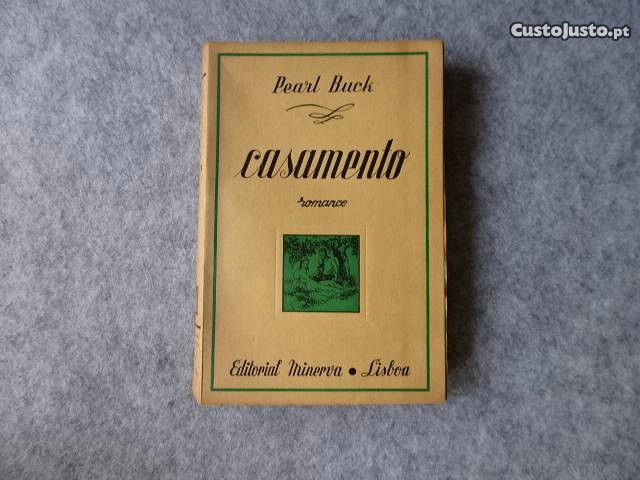 CustoJusto.pt
Pearl Buck
casamento
romance
Editorial Minerva • Lisboa